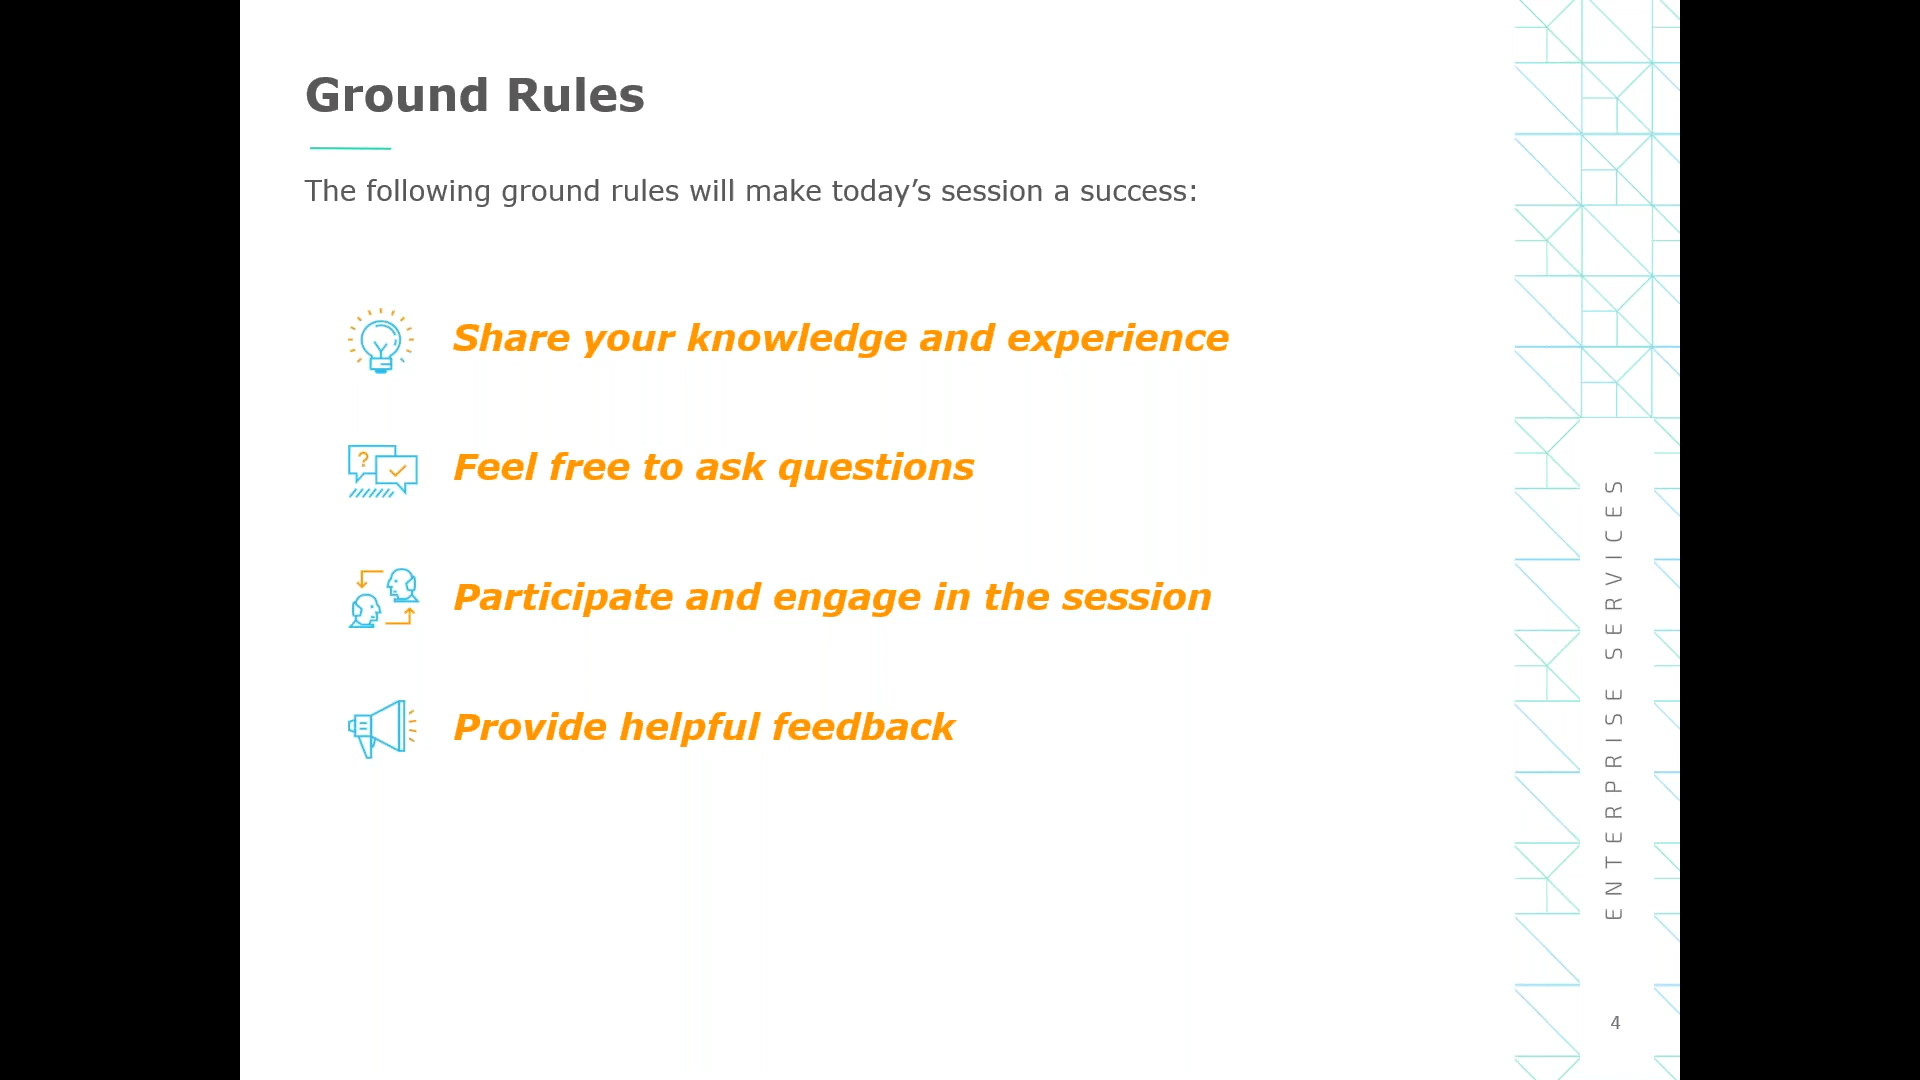 Ground Rules
The following ground rules will make today’s session a success:
Share your knowledge and experience
?
Feel free to ask questions
Participate and engage in the session
Provide helpful feedback
ENTERPRISE SERVICES
4